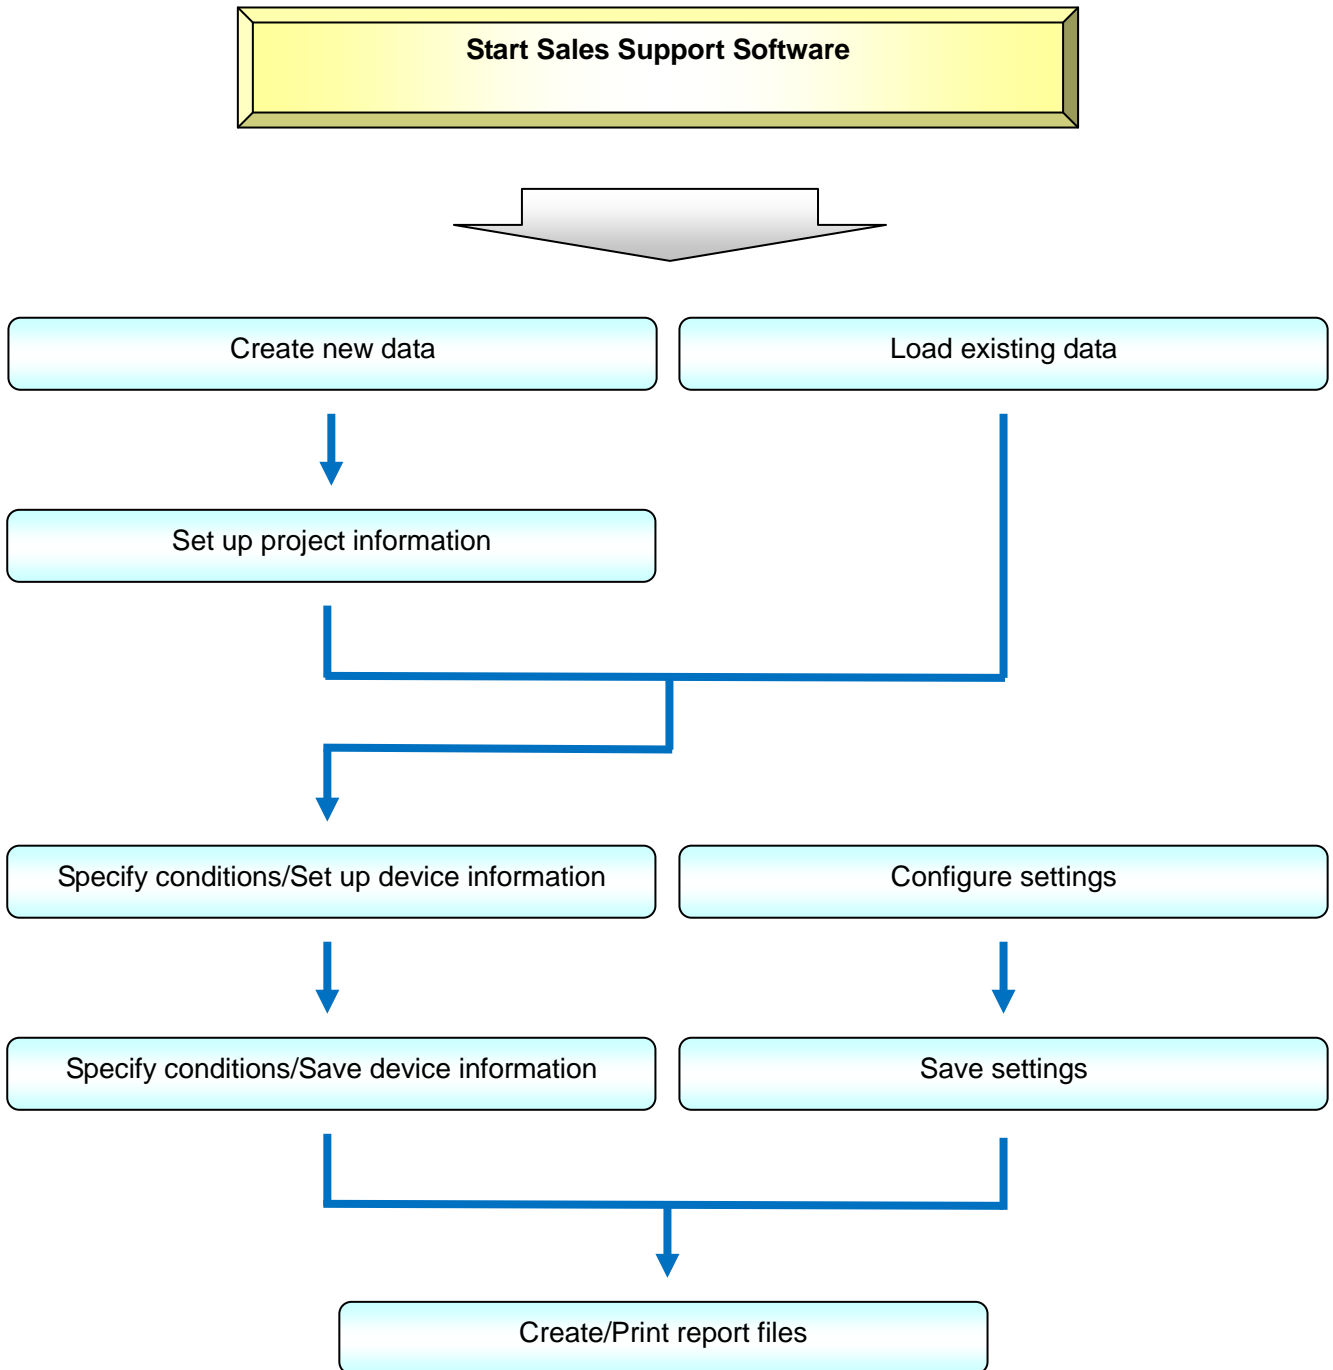 Start Sales Support Software
Create new data
Load existing data
Set up project information
Specify conditions/Set up device information
Configure settings
Specify conditions/Save device information
Save settings
Create/Print report files